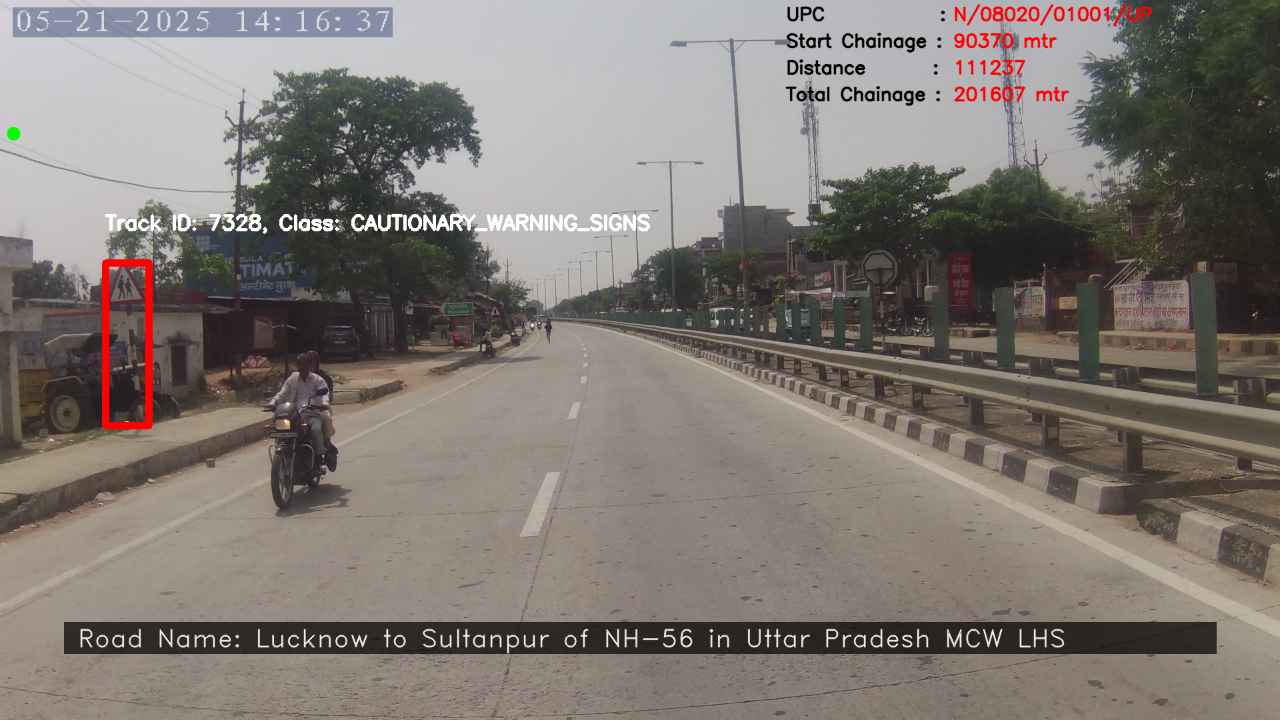 05-21-2025 14:16:37
UPC : N/08020/01001/UP
Start Chainage : 90370 mtr
Distance : 111237
Total Chainage : 201607 mtr
Track ID: 7328, Class: CAUTIONARY_WARNING_SIGNS
Road Name: Lucknow to Sultanpur of NH-56 in Uttar Pradesh MCW LHS